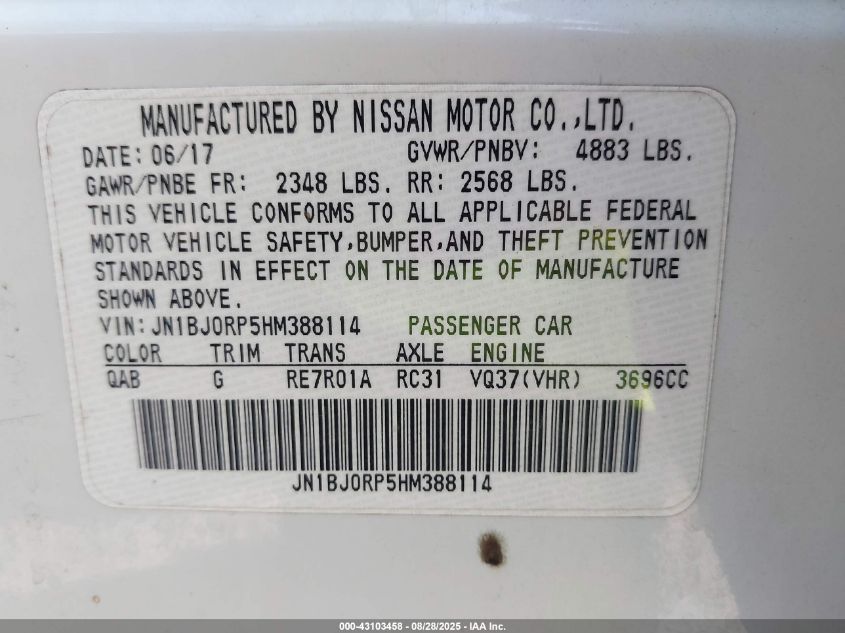 MANUFACTURED BY NISSAN MOTOR CO.,LTD.
DATE: 06/17 GVWR/PNBV: 4883 LBS.
GAWR/PNBE FR: 2348 LBS. RR: 2568 LBS.
THIS VEHICLE CONFORMS TO ALL APPLICABLE FEDERAL
MOTOR VEHICLE SAFETY,BUMPER,AND THEFT PREVENTION
STANDARDS IN EFFECT ON THE DATE OF MANUFACTURE
SHOWN ABOVE.
VIN: JN1BJ0RP5HM388114 PASSENGER CAR
COLOR TRIM TRANS AXLE ENGINE
QAB G RE7R01A RC31 VQ37(VHR) 3696CC
JN1BJ0RP5HM388114
000-43103458 - 08/28/2025 - IAA Inc.